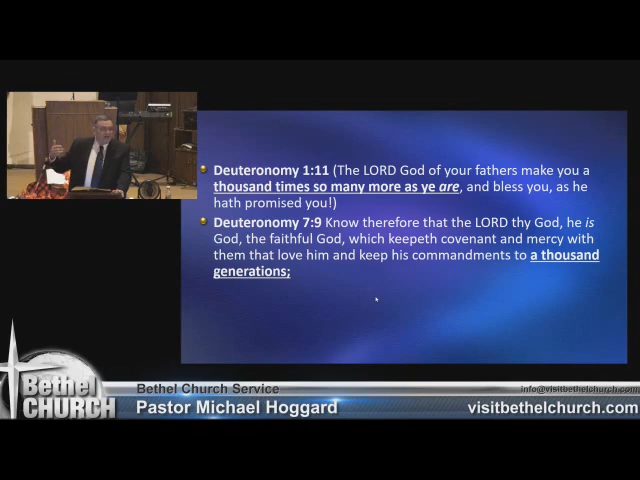 Deuteronomy 1:11 (The LORD God of your fathers make you a
thousand times so many more as ye are, and bless you, as he
hath promised you!)
Deuteronomy 7:9 Know therefore that the LORD thy God, he is
God, the faithful God, which keepeth covenant and mercy with
them that love him and keep his commandments to a thousand
generations;
Bethel
CHURCH
Bethel Church Service
info@visitbethelchurch.com
Pastor Michael Hoggard
visitbethelchurch.com